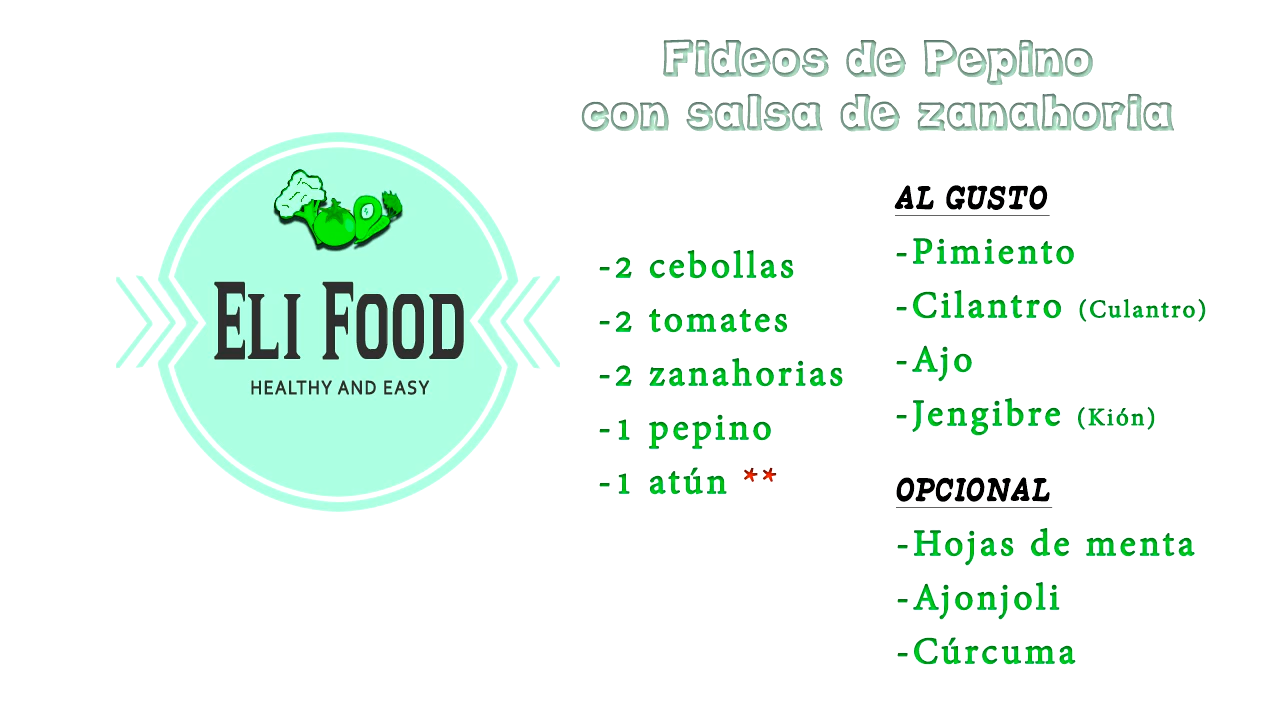 Fideos de Pepino
con salsa de zanahoria
ELI FOOD
HEALTHY AND EASY
-2 cebollas
-2 tomates
-2 zanahorias
-1 pepino
-1 atún **
AL GUSTO
-Pimiento
-Cilantro (Culantro)
-Ajo
-Jengibre (Kión)
OPCIONAL
-Hojas de menta
-Ajonjoli
-Cúrcuma